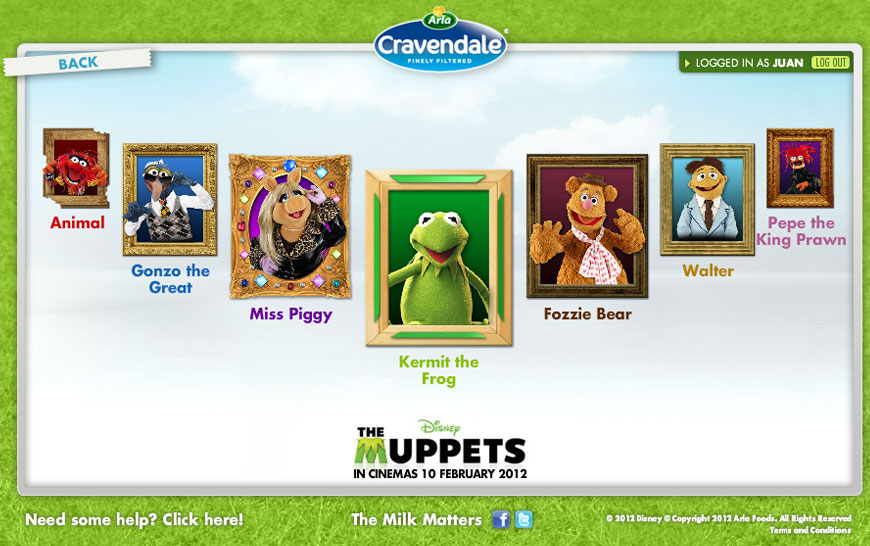 Arla
Cravendale®
FINELY FILTERED
BACK
LOGGED IN AS JUAN
LOG OUT
Animal
Gonzo the
Great
Miss Piggy
Kermit the
Frog
Fozzie Bear
Walter
Pepe the
King Prawn
Disney
THE
MUPPETS
IN CINEMAS 10 FEBRUARY 2012
Need some help? Click here!
The Milk Matters
© 2012 Disney © Copyright 2012 Arla Foods. All Rights Reserved
Terms and Conditions